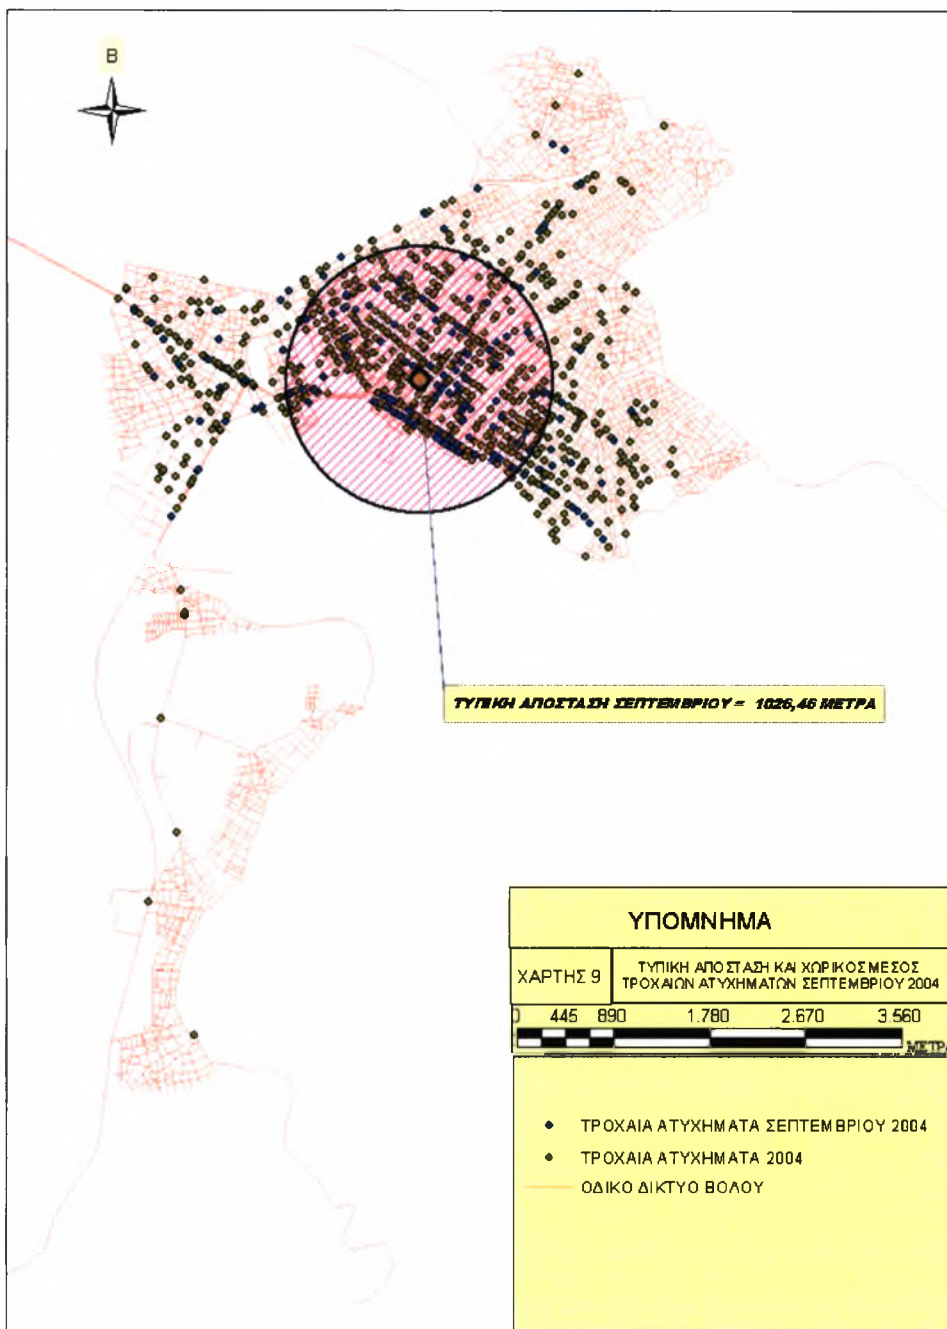 Β
ΤΥΠΙΚΗ ΑΠΟΣΤΑΣΗ ΣΕΠΤΕΜΒΡΙΟΥ = 1026,46 ΜΕΤΡΑ
ΥΠΟΜΝΗΜΑ
ΧΑΡΤΗΣ 9
ΤΥΠΙΚΗ ΑΠΟΣΤΑΣΗ ΚΑΙ ΧΩΡΙΚΟΣ ΜΕΣΟΣ
ΤΡΟΧΑΙΩΝ ΑΤΥΧΗΜΑΤΩΝ ΣΕΠΤΕΜΒΡΙΟΥ 2004
0 445 890 1.780 2.670 3.560
ΜΕΤΡ
ΤΡΟΧΑΙΑ ΑΤΥΧΗΜΑΤΑ ΣΕΠΤΕΜΒΡΙΟΥ 2004
ΤΡΟΧΑΙΑ ΑΤΥΧΗΜΑΤΑ 2004
ΟΔΙΚΟ ΔΙΚΤΥΟ ΒΟΛΟΥ